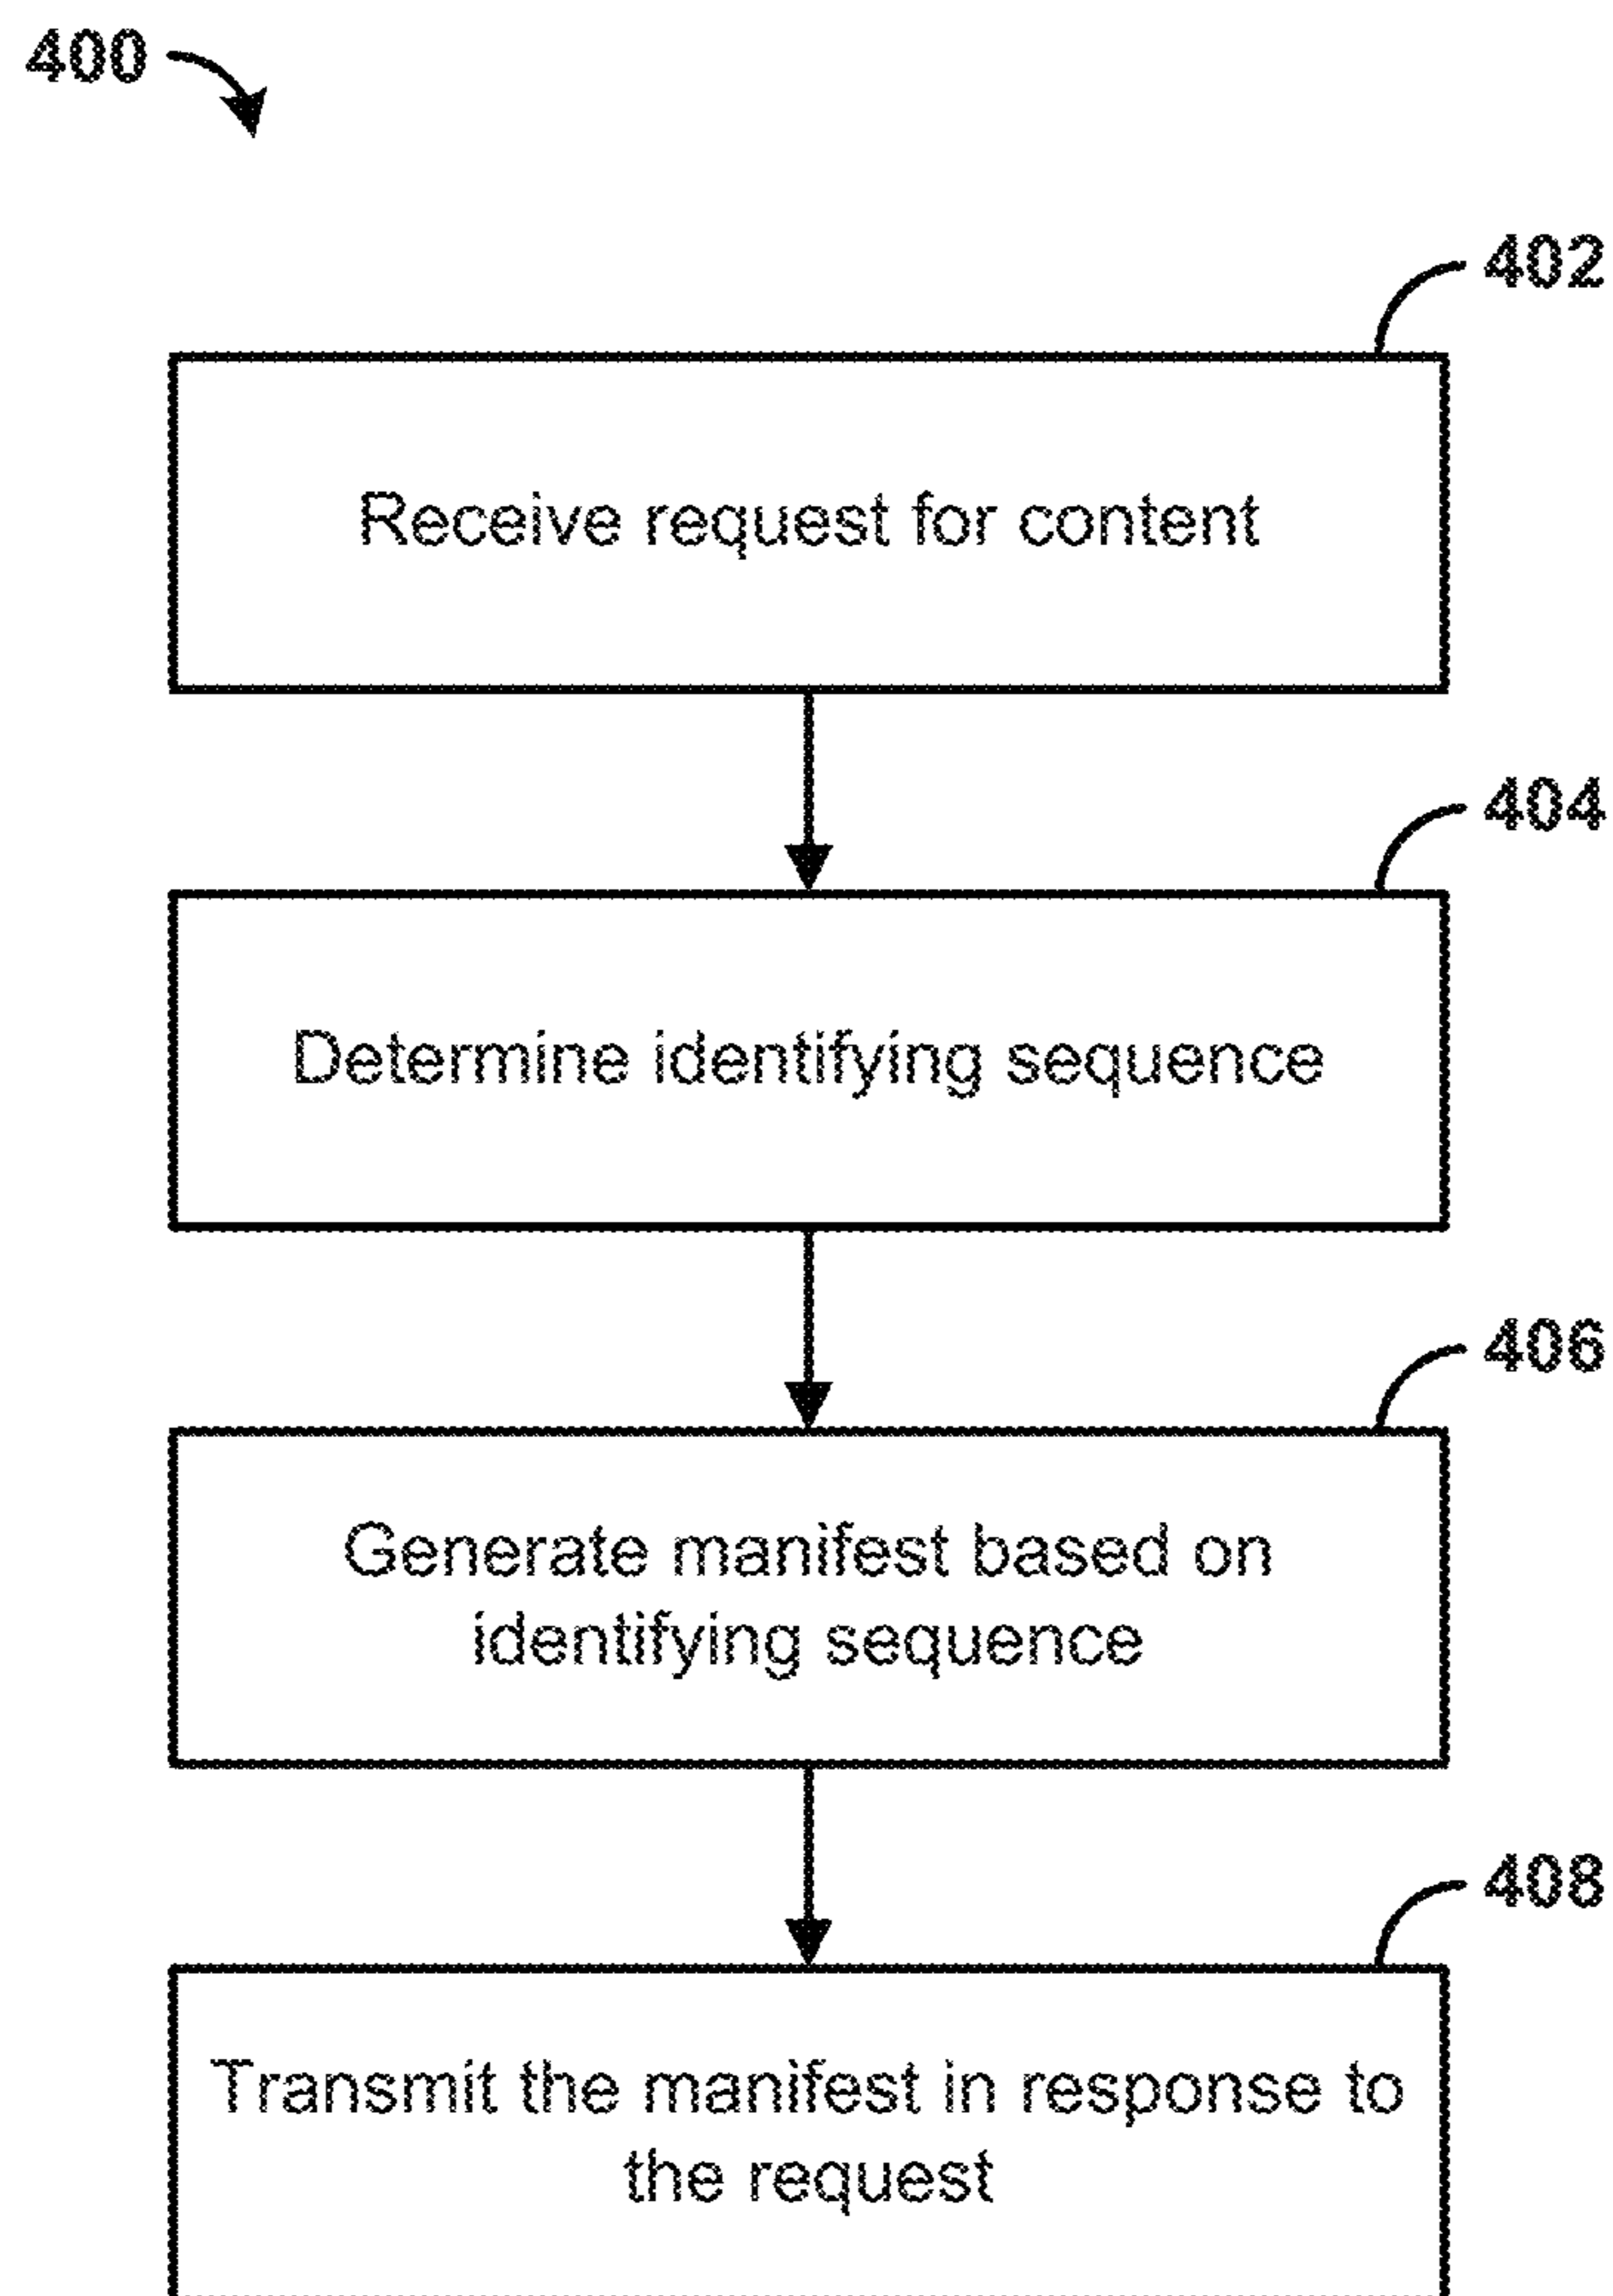 400
402
Receive request for content
404
Determine identifying sequence
406
Generate manifest based on
identifying sequence
408
Transmit the manifest in response to
the request